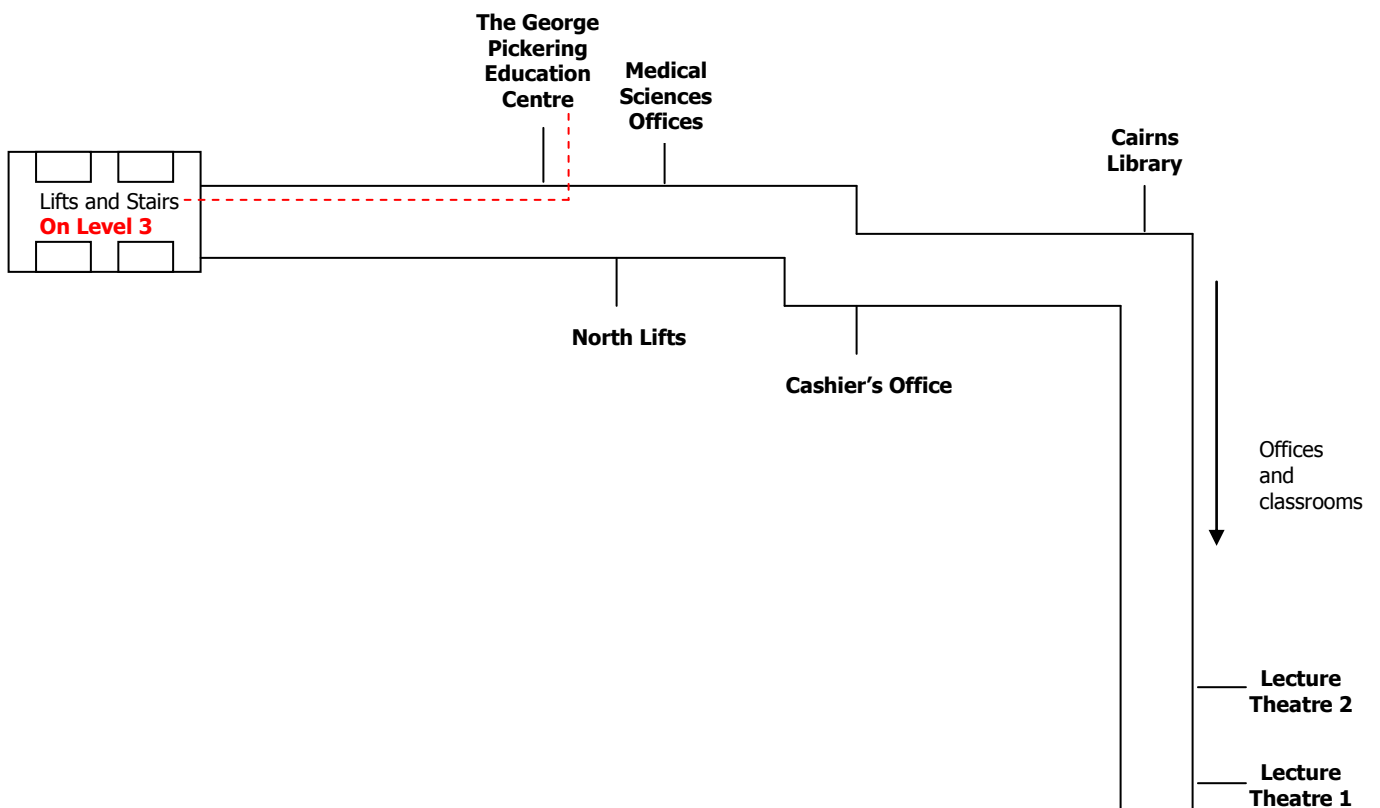 The George
Pickering
Education
Centre
Medical
Sciences
Offices
Cairns
Library
Lifts and Stairs
On Level 3
North Lifts
Cashier’s Office
Offices
and
classrooms
Lecture
Theatre 2
Lecture
Theatre 1